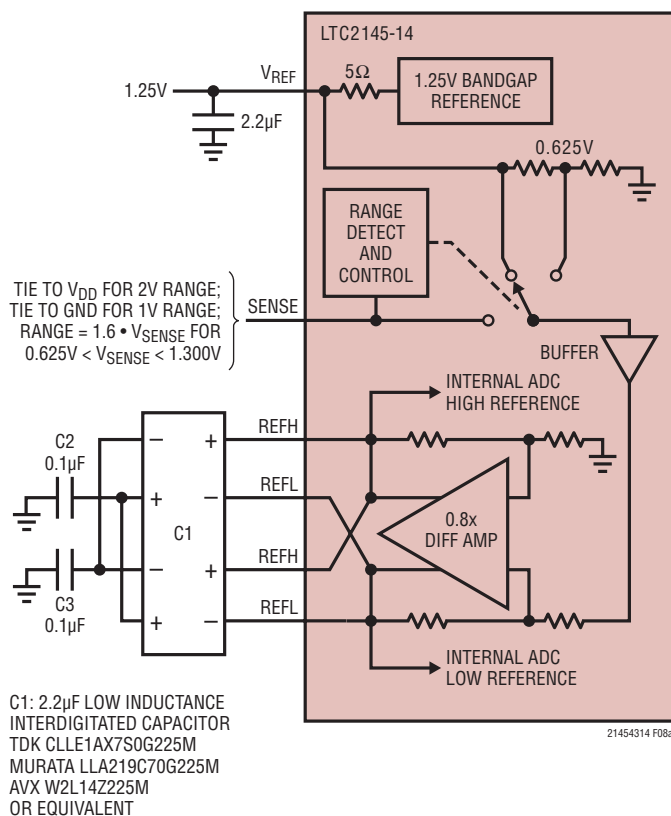 LTC2145-14
VREF
5Ω
1.25V
1.25V BANDGAP
REFERENCE
2.2µF
0.625V
RANGE
DETECT
AND
CONTROL
TIE TO VDD FOR 2V RANGE;
TIE TO GND FOR 1V RANGE;
RANGE = 1.6 • VSENSE FOR
0.625V < VSENSE < 1.300V
SENSE
BUFFER
INTERNAL ADC
HIGH REFERENCE
REFH
C2
0.1µF
– +
REFL
+ –
0.8x
DIFF AMP
C1
REFH
– +
C3
0.1µF
REFL
+ –
INTERNAL ADC
LOW REFERENCE
C1: 2.2µF LOW INDUCTANCE
INTERDIGITATED CAPACITOR
TDK CLLE1AX7S0G225M
MURATA LLA219C70G225M
AVX W2L14Z225M
OR EQUIVALENT